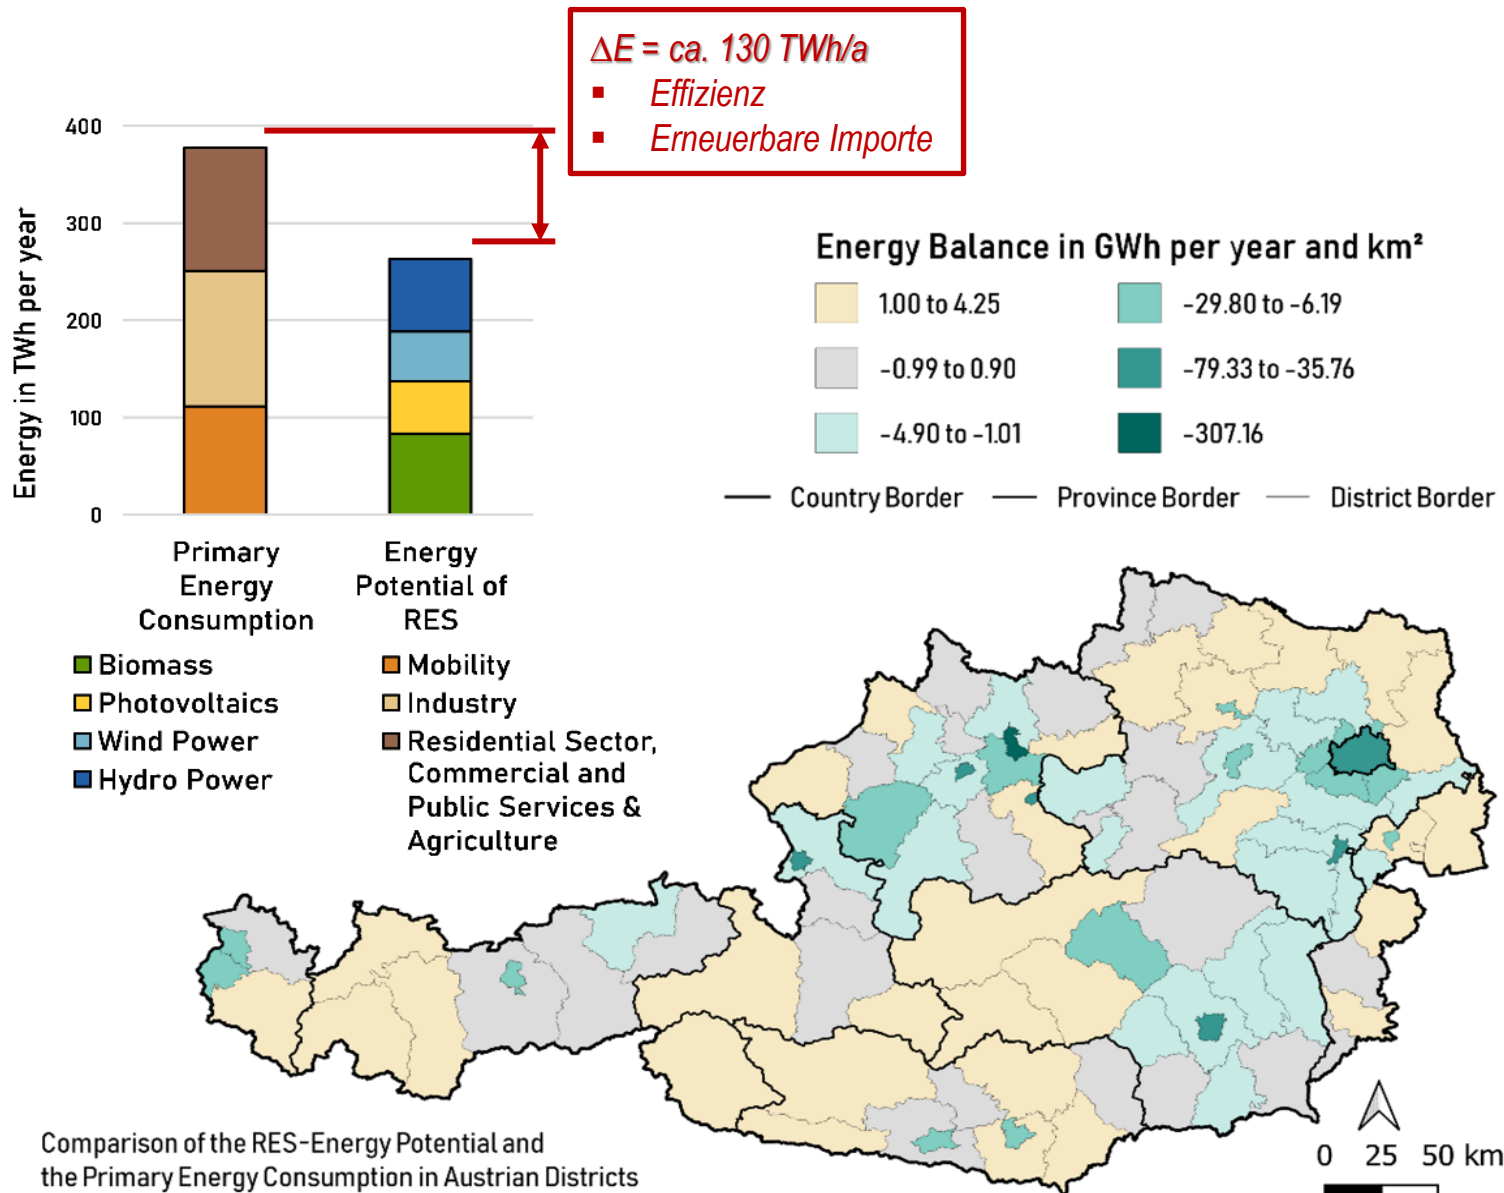 ΔE = ca. 130 TWh/a
▪ Effizienz
▪ Erneuerbare Importe
Energy in TWh per year
400
300
200
100
0
Primary
Energy
Consumption
Energy
Potential of
RES
Biomass
Photovoltaics
Wind Power
Hydro Power
Mobility
Industry
Residential Sector,
Commercial and
Public Services &
Agriculture
Energy Balance in GWh per year and km²
1.00 to 4.25
-0.99 to 0.90
-4.90 to -1.01
-29.80 to -6.19
-79.33 to -35.76
-307.16
Country Border
Province Border
District Border
Comparison of the RES-Energy Potential and
the Primary Energy Consumption in Austrian Districts
0 25 50 km